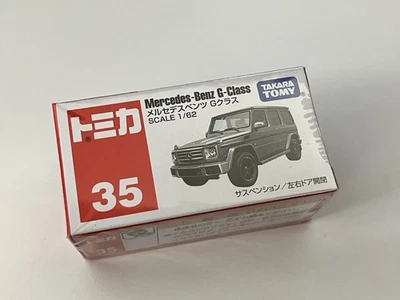 トミカ
35
Mercedes-Benz G-Class
メルセデスベンツ Gクラス
SCALE 1/62
TAKARA
TOMY
サスペンション/左右ドア開閉